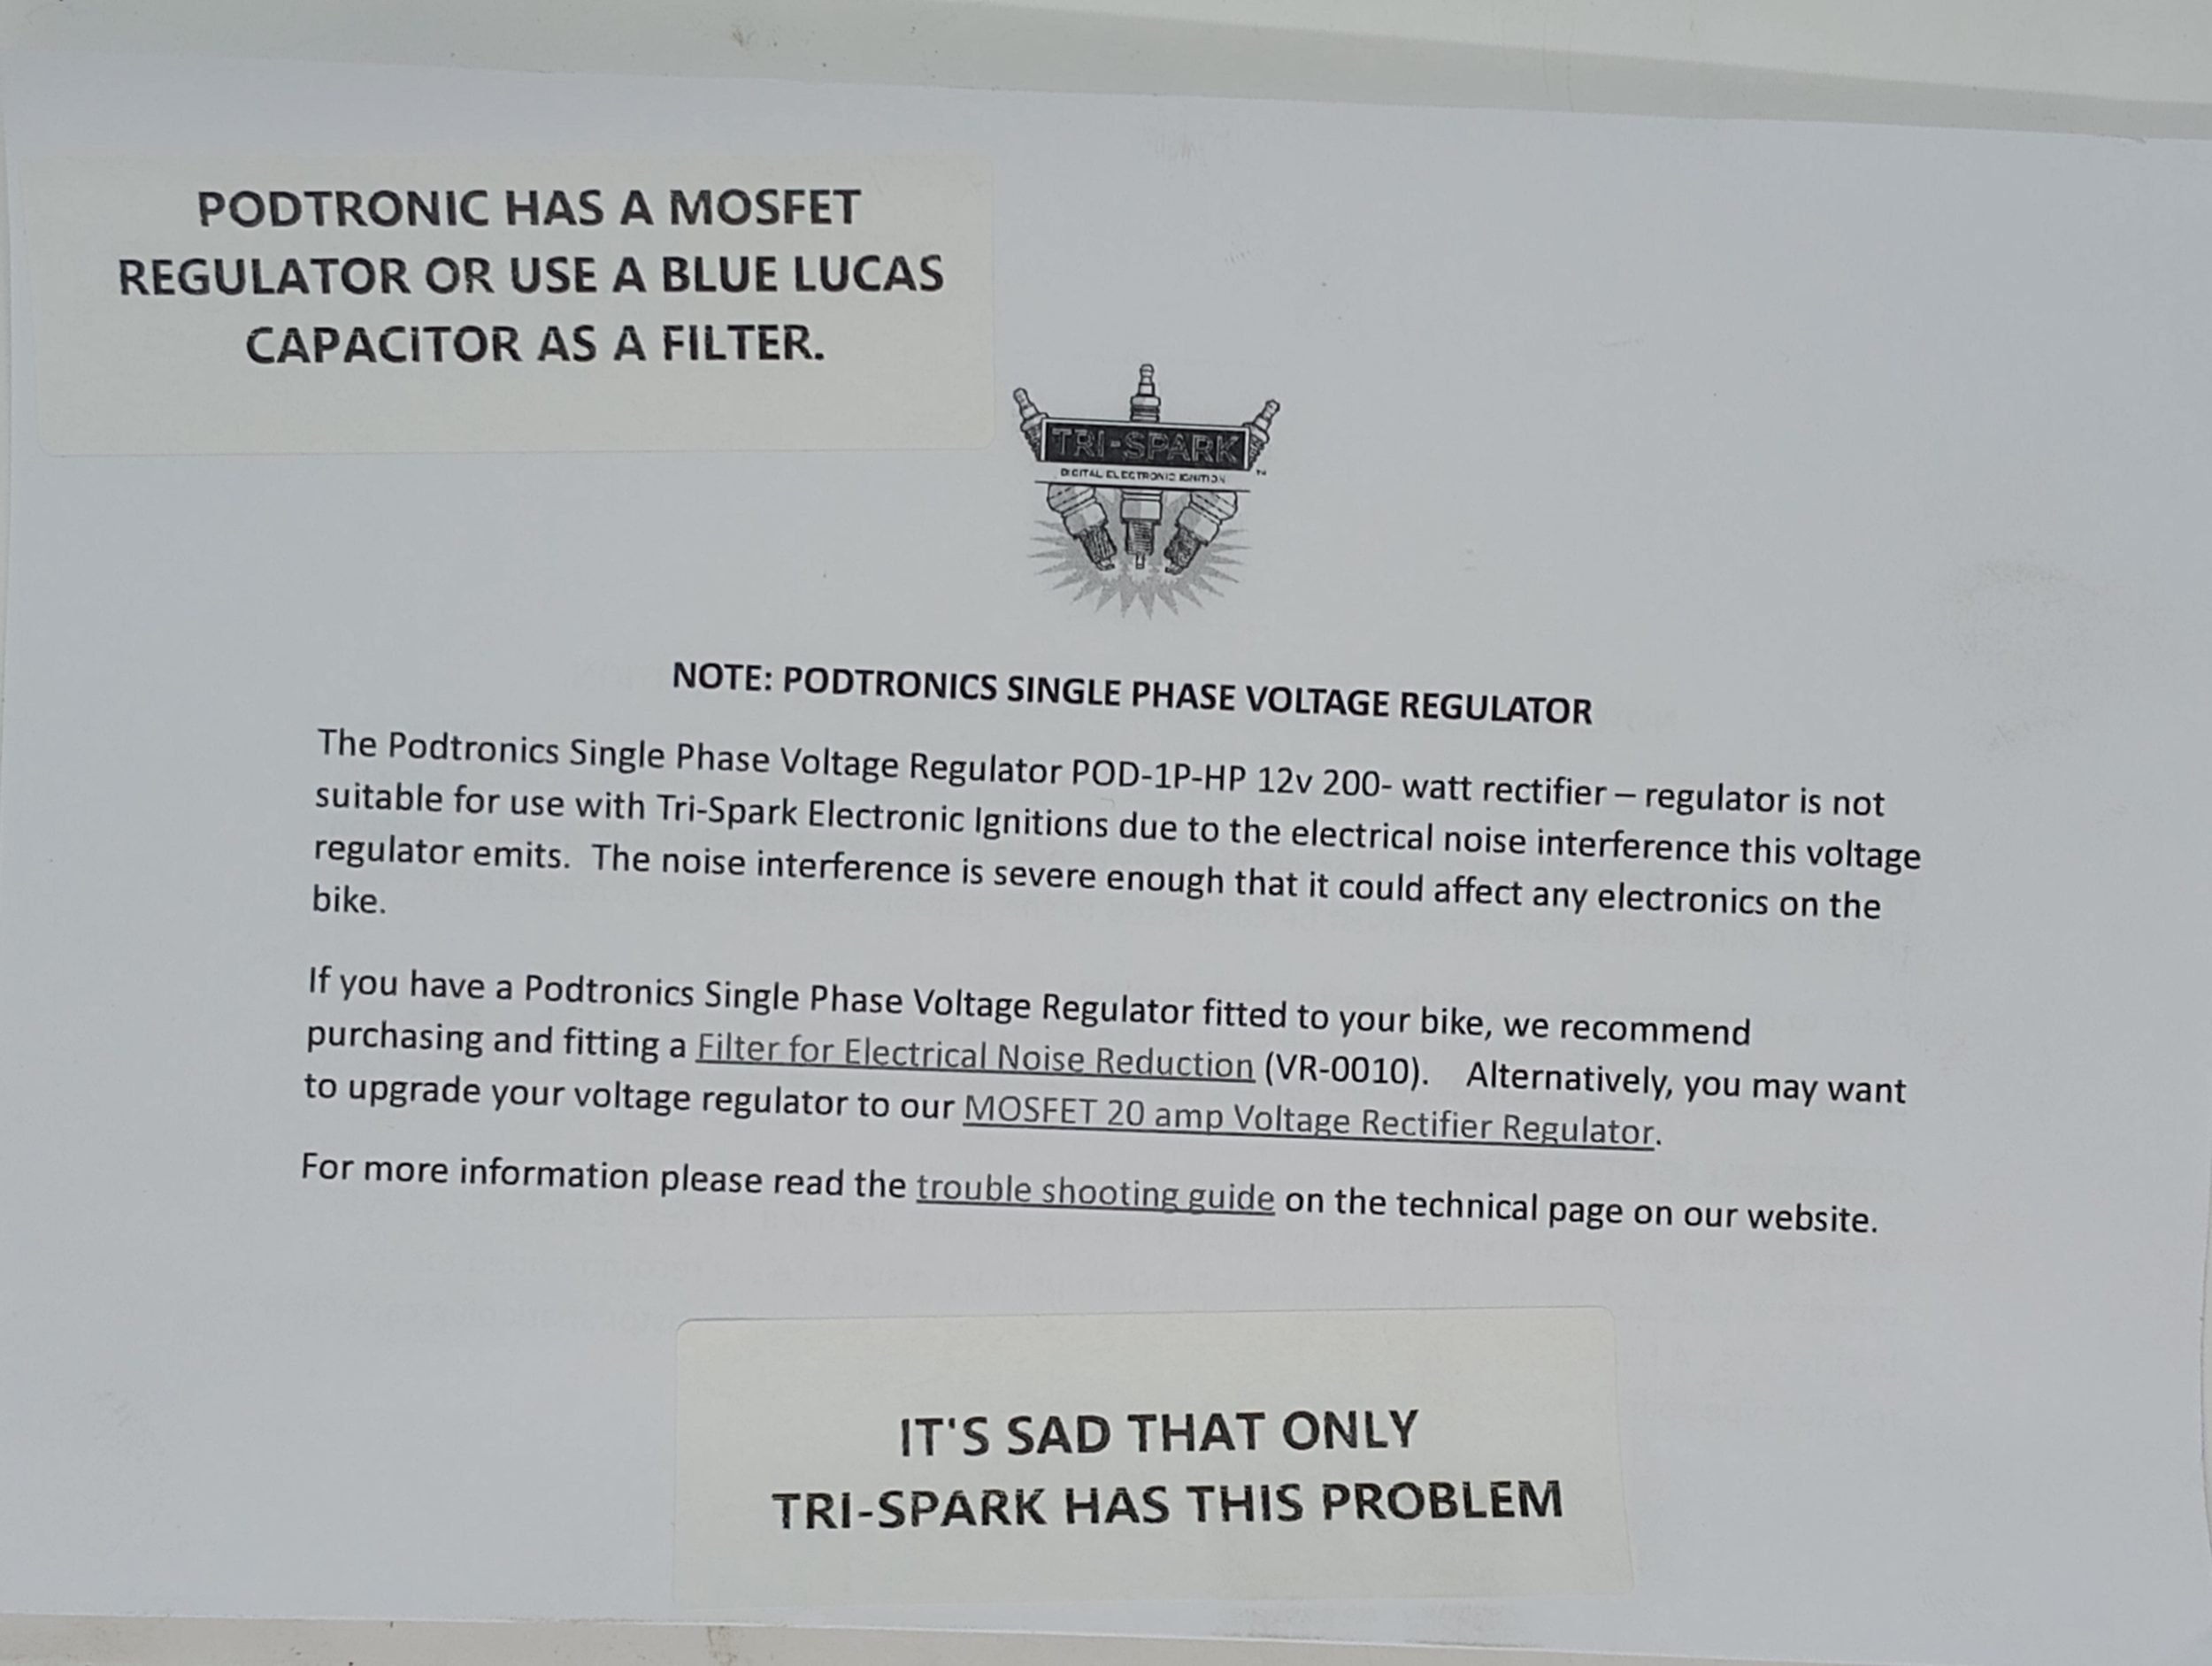 PODTRONIC HAS A MOSFET
REGULATOR OR USE A BLUE LUCAS
CAPACITOR AS A FILTER.
TRI-SPARK
DIGITAL ELECTRONIC IGNITION
NOTE: PODTRONICS SINGLE PHASE VOLTAGE REGULATOR
The Podtronics Single Phase Voltage Regulator POD-1P-HP 12v 200- watt rectifier – regulator is not
suitable for use with Tri-Spark Electronic Ignitions due to the electrical noise interference this voltage
regulator emits.  The noise interference is severe enough that it could affect any electronics on the
bike.
If you have a Podtronics Single Phase Voltage Regulator fitted to your bike, we recommend
purchasing and fitting a Filter for Electrical Noise Reduction (VR-0010).   Alternatively, you may want
to upgrade your voltage regulator to our MOSFET 20 amp Voltage Rectifier Regulator.
For more information please read the trouble shooting guide on the technical page on our website.
IT'S SAD THAT ONLY
TRI-SPARK HAS THIS PROBLEM